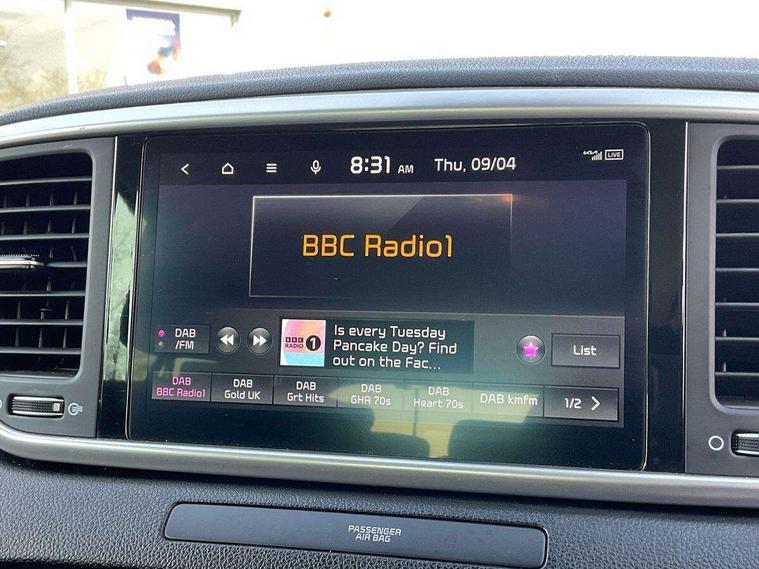 8:31 AM Thu, 09/04
LIVE
BBC Radio1
DAB
/FM
BBC
RADIO 1
Is every Tuesday
Pancake Day? Find
out on the Fac...
List
DAB
BBC Radio1
DAB
Gold UK
DAB
Grt Hits
DAB
GHR 70s
DAB
Heart 70s
DAB kmfm
1/2
PASSENGER
AIR BAG